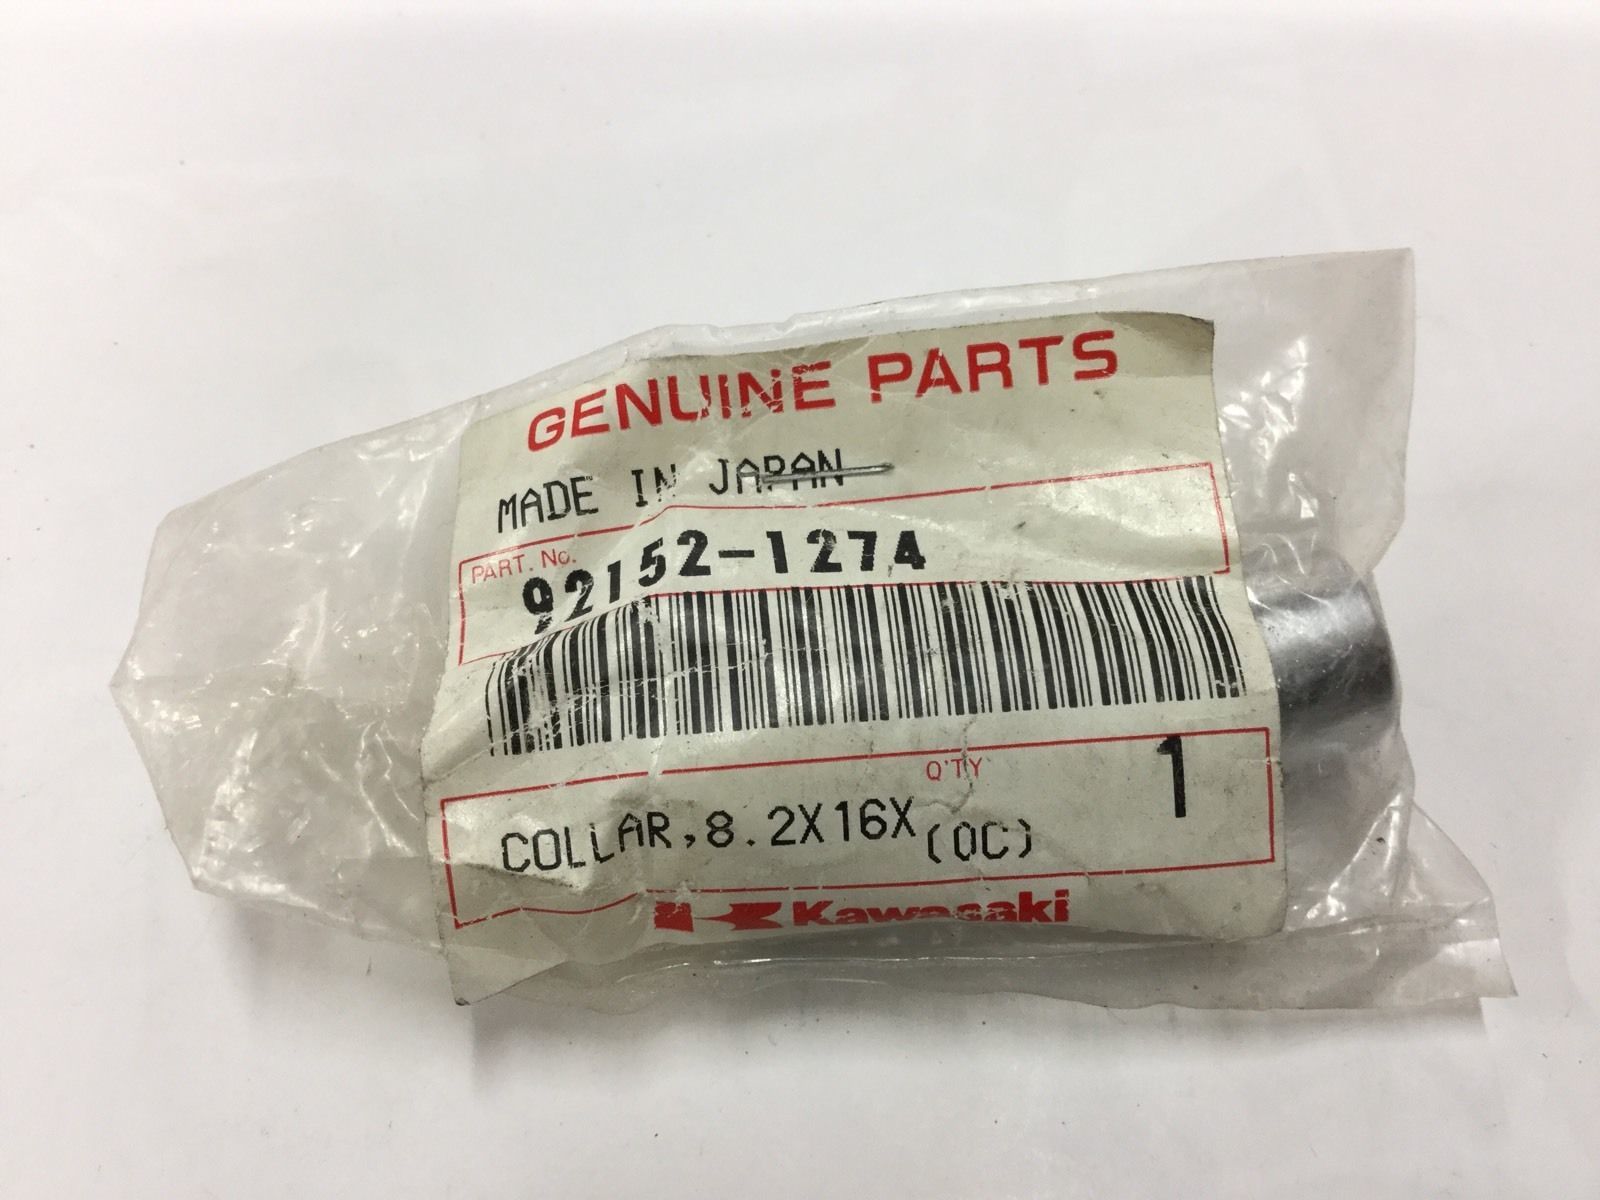 GENUINE PARTS
MADE IN JAPAN
PART. No.
92152-1274
Q'TY
1
COLLAR,8.2X16X
(OC)
Kawasaki